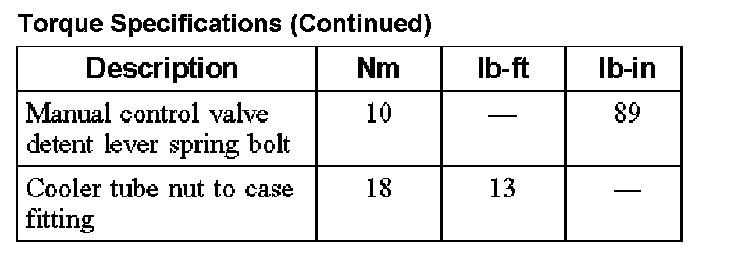 Torque Specifications (Continued)
Description Nm lb-ft lb-in
Manual control valve 10 — 89
detent lever spring bolt
Cooler tube nut to case 18 13 —
fitting